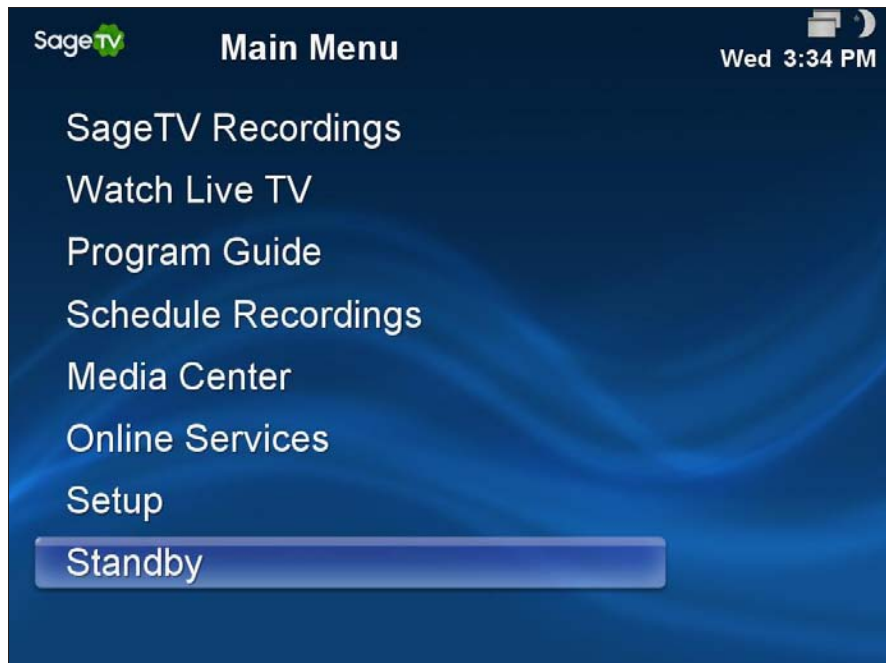 SageTV
Main Menu
Wed 3:34 PM
SageTV Recordings
Watch Live TV
Program Guide
Schedule Recordings
Media Center
Online Services
Setup
Standby